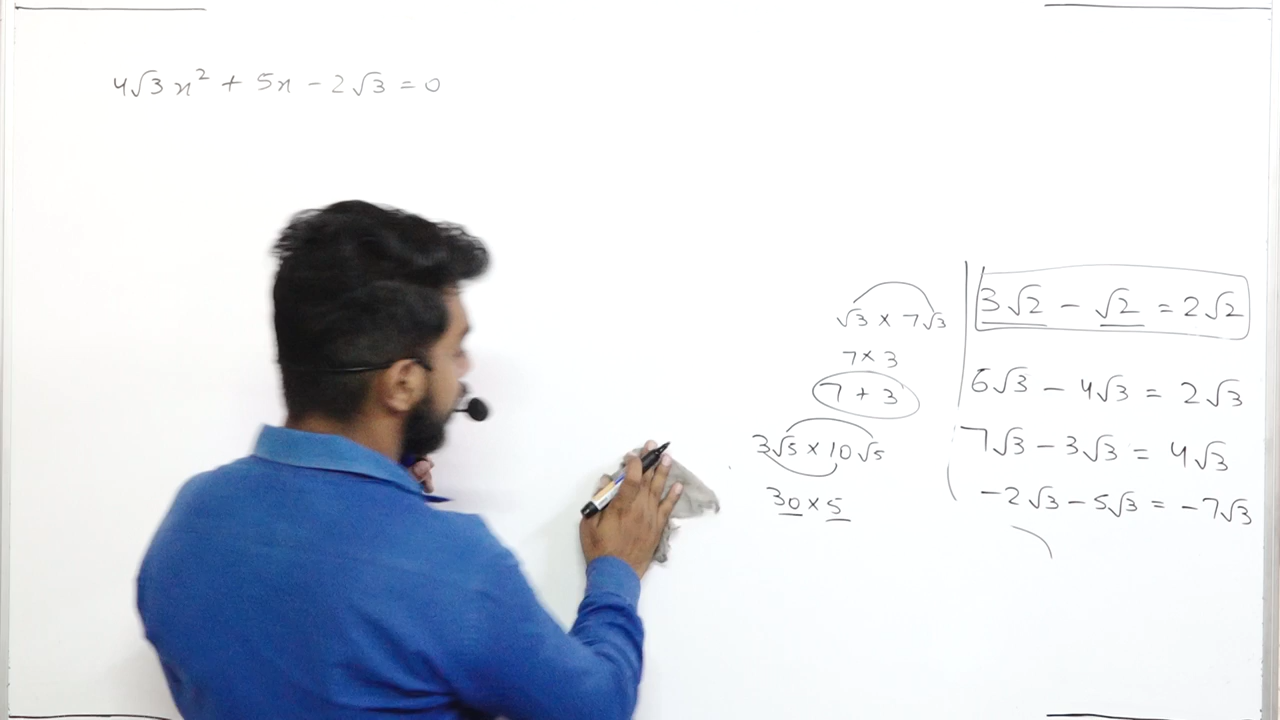 4√3x² + 5x - 2√3 = 0
√3 × 7√3
7 × 3
7 + 3
3√5 × 10√5
30 × 5
3√2 - √2 = 2√2
6√3 - 4√3 = 2√3
7√3 - 3√3 = 4√3
-2√3 - 5√3 = -7√3